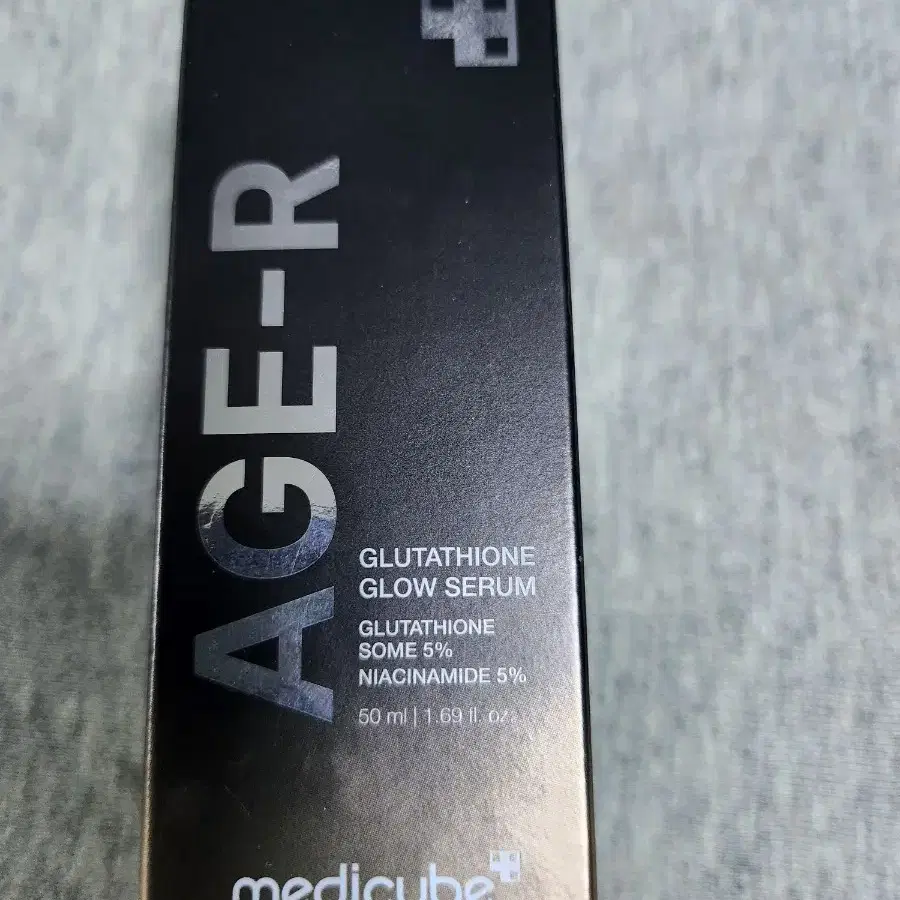 AGE-R
GLUTATHIONE
GLOW SERUM
GLUTATHIONE
SOME 5%
NIACINAMIDE 5%
50 ml | 1.69 fl. oz.
medicube